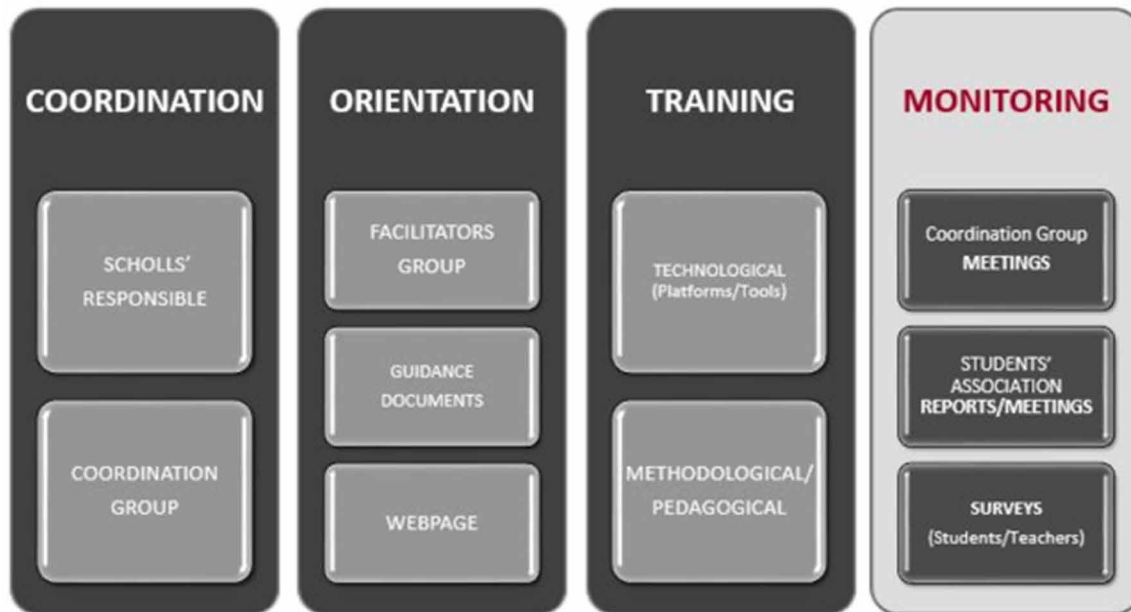 COORDINATION
SCHOLLS'
RESPONSIBLE
COORDINATION
GROUP
ORIENTATION
FACILITATORS
GROUP
GUIDANCE
DOCUMENTS
WEBPAGE
TRAINING
TECHNOLOGICAL
(Platforms/Tools)
METHODOLOGICAL/
PEDAGOGICAL
MONITORING
Coordination Group
MEETINGS
STUDENTS'
ASSOCIATION
REPORTS/MEETINGS
SURVEYS
(Students/Teachers)